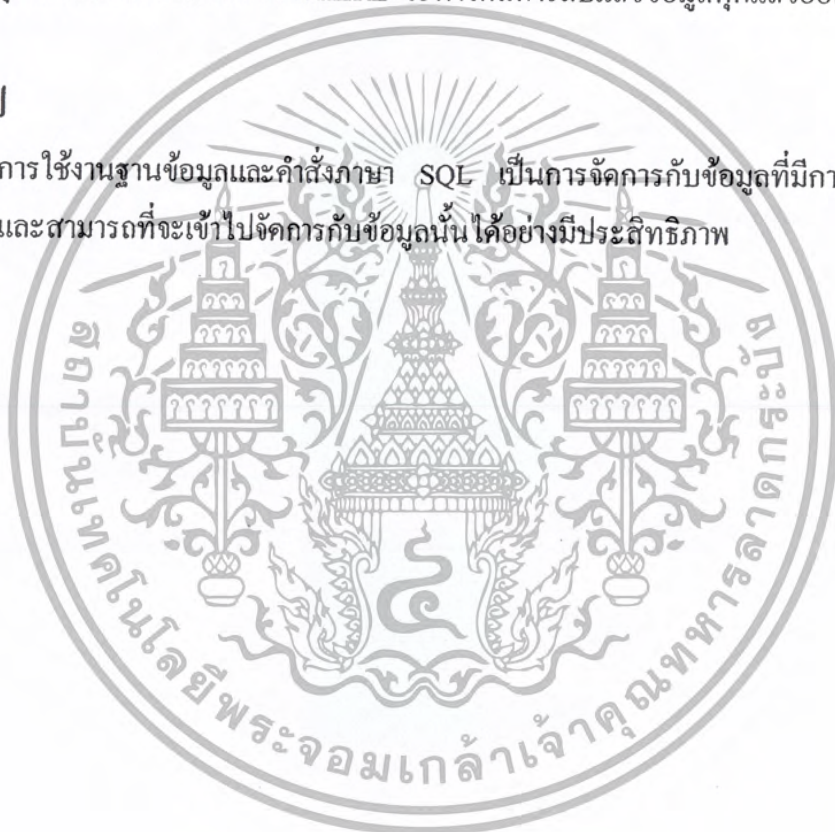 การใช้งานฐานข้อมูลและคำสั่งภาษา SQL เป็นการจัดการกับข้อมูลที่มี
และสามารถที่จะเข้าไปจัดการกับข้อมูลนั้นได้อย่างมีประสิทธิภาพ
สถาบันเทคโนโลยีพระจอมเกล้าเจ้าคุณทหารลาดกระบัง